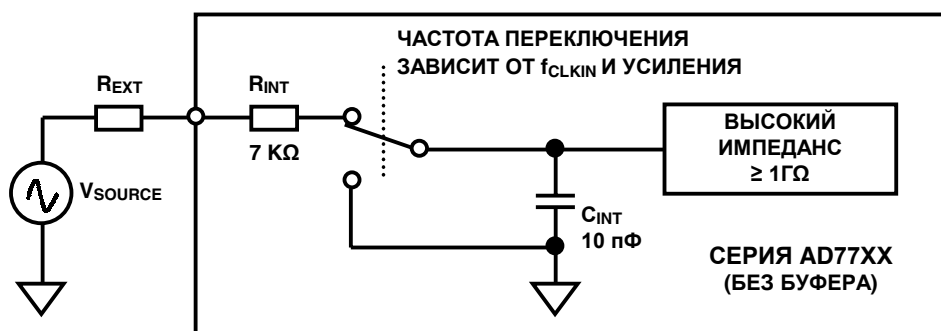 ЧАСТОТА ПЕРЕКЛЮЧЕНИЯ
ЗАВИСИТ ОТ fCLKIN И УСИЛЕНИЯ
REXT
RINT
7 KΩ
VSOURCE
ВЫСОКИЙ
ИМПЕДАНС
≥ 1ГΩ
CINT
10 пФ
СЕРИЯ AD77XX
(БЕЗ БУФЕРА)